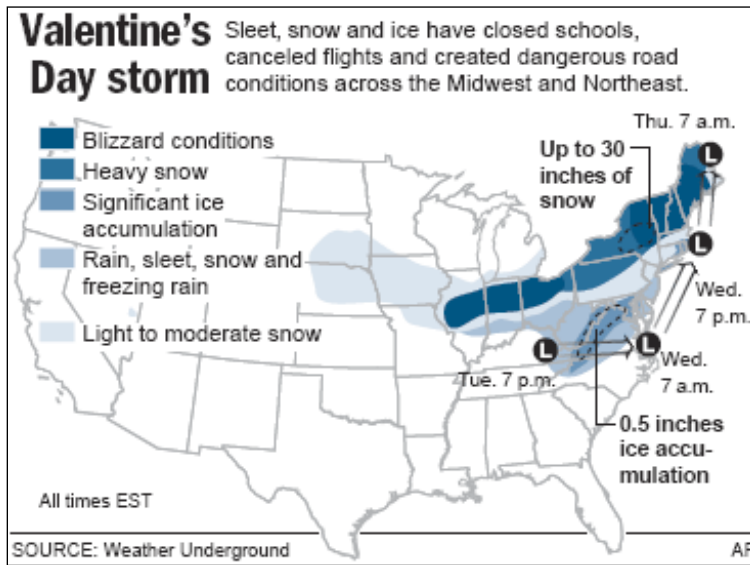 Valentine's
Day storm
Sleet, snow and ice have closed schools,
canceled flights and created dangerous road
conditions across the Midwest and Northeast.
Blizzard conditions
Heavy snow
Significant ice
accumulation
Rain, sleet, snow and
freezing rain
Light to moderate snow
Thu. 7 a.m.
L
Up to 30
inches of
snow
L
Wed.
7 p.m.
L
L
Tue. 7 p.m.
Wed.
7 a.m.
0.5 inches
ice accu-
mulation
All times EST
SOURCE: Weather Underground
AP